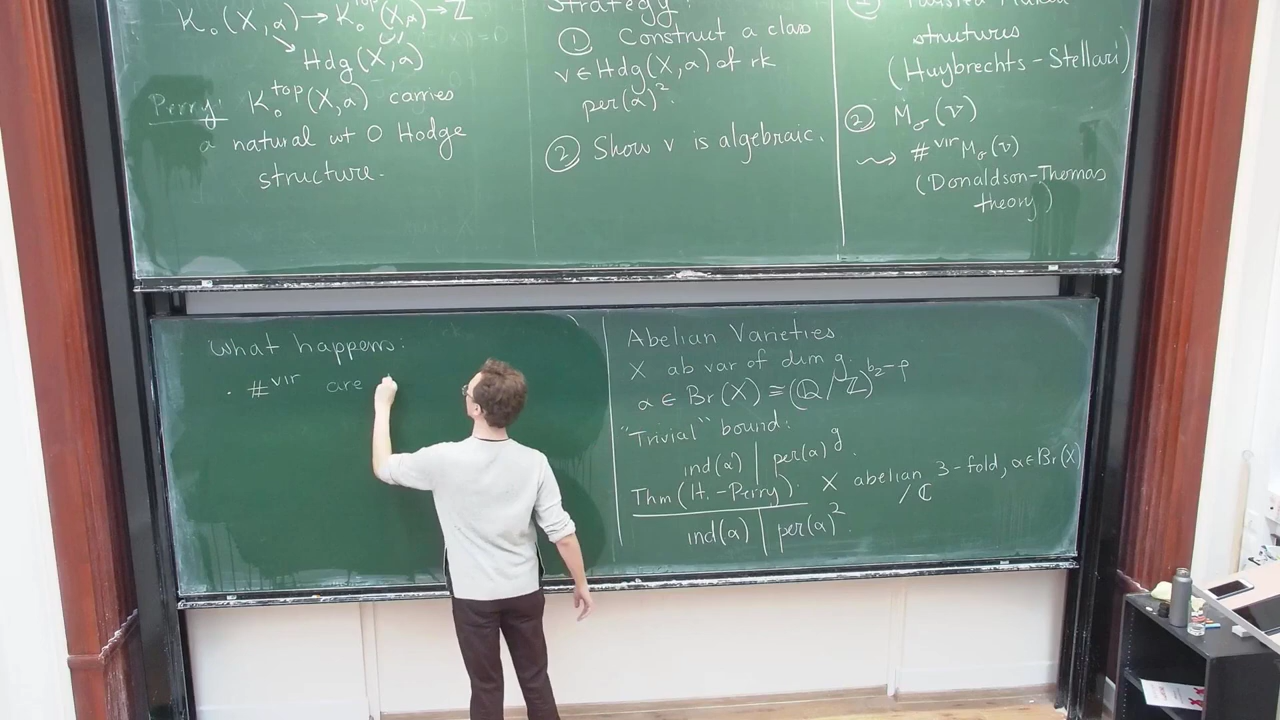 K₀(X,α) → K₀^top(X,α) → ℤ
↘
Hdg(X,α)
Perry: K₀^top(X,α) carries
a natural wt 0 Hodge
structure.
Strategy:
① Construct a class
v ∈ Hdg(X,α) of rk
per(α)².
② Show v is algebraic.
structures
(Huybrechts - Stellari)
② M_σ(v)
⇝ #^vir M_σ(v)
(Donaldson-Thomas
theory)
What happens:
· #^vir are
Abelian Varieties
X ab var of dim g.
α ∈ Br(X) ≅ (ℚ/ℤ)^{b₂-ρ}
"Trivial" bound:
ind(α) | per(α)^g
Thm (H. - Perry): X abelian 3-fold, α ∈ Br(X)
/ℂ
ind(α) | per(α)².